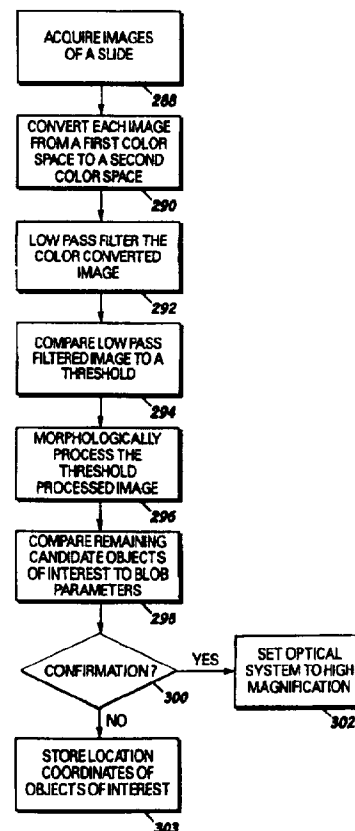 ACQUIRE IMAGES
OF A SLIDE
288
CONVERT EACH IMAGE
FROM A FIRST COLOR
SPACE TO A SECOND
COLOR SPACE
290
LOW PASS FILTER THE
COLOR CONVERTED
IMAGE
292
COMPARE LOW PASS
FILTERED IMAGE TO A
THRESHOLD
294
MORPHOLOGICALLY
PROCESS THE
THRESHOLD
PROCESSED IMAGE
296
COMPARE REMAINING
CANDIDATE OBJECTS
OF INTEREST TO BLOB
PARAMETERS
298
CONFIRMATION?
300
YES
SET OPTICAL
SYSTEM TO HIGH
MAGNIFICATION
302
NO
STORE LOCATION
COORDINATES OF
OBJECTS OF INTEREST
303